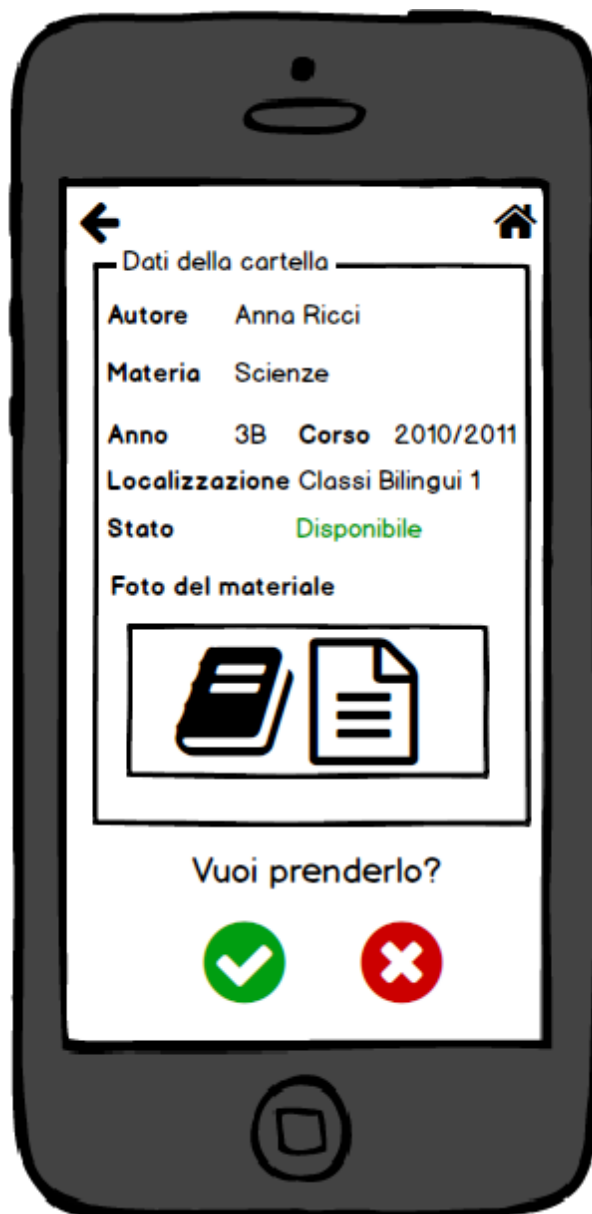 Dati della cartella
Autore Anna Ricci
Materia Scienze
Anno 3B Corso 2010/2011
Localizzazione Classi Bilingui 1
Stato Disponibile
Foto del materiale
Vuoi prenderlo?